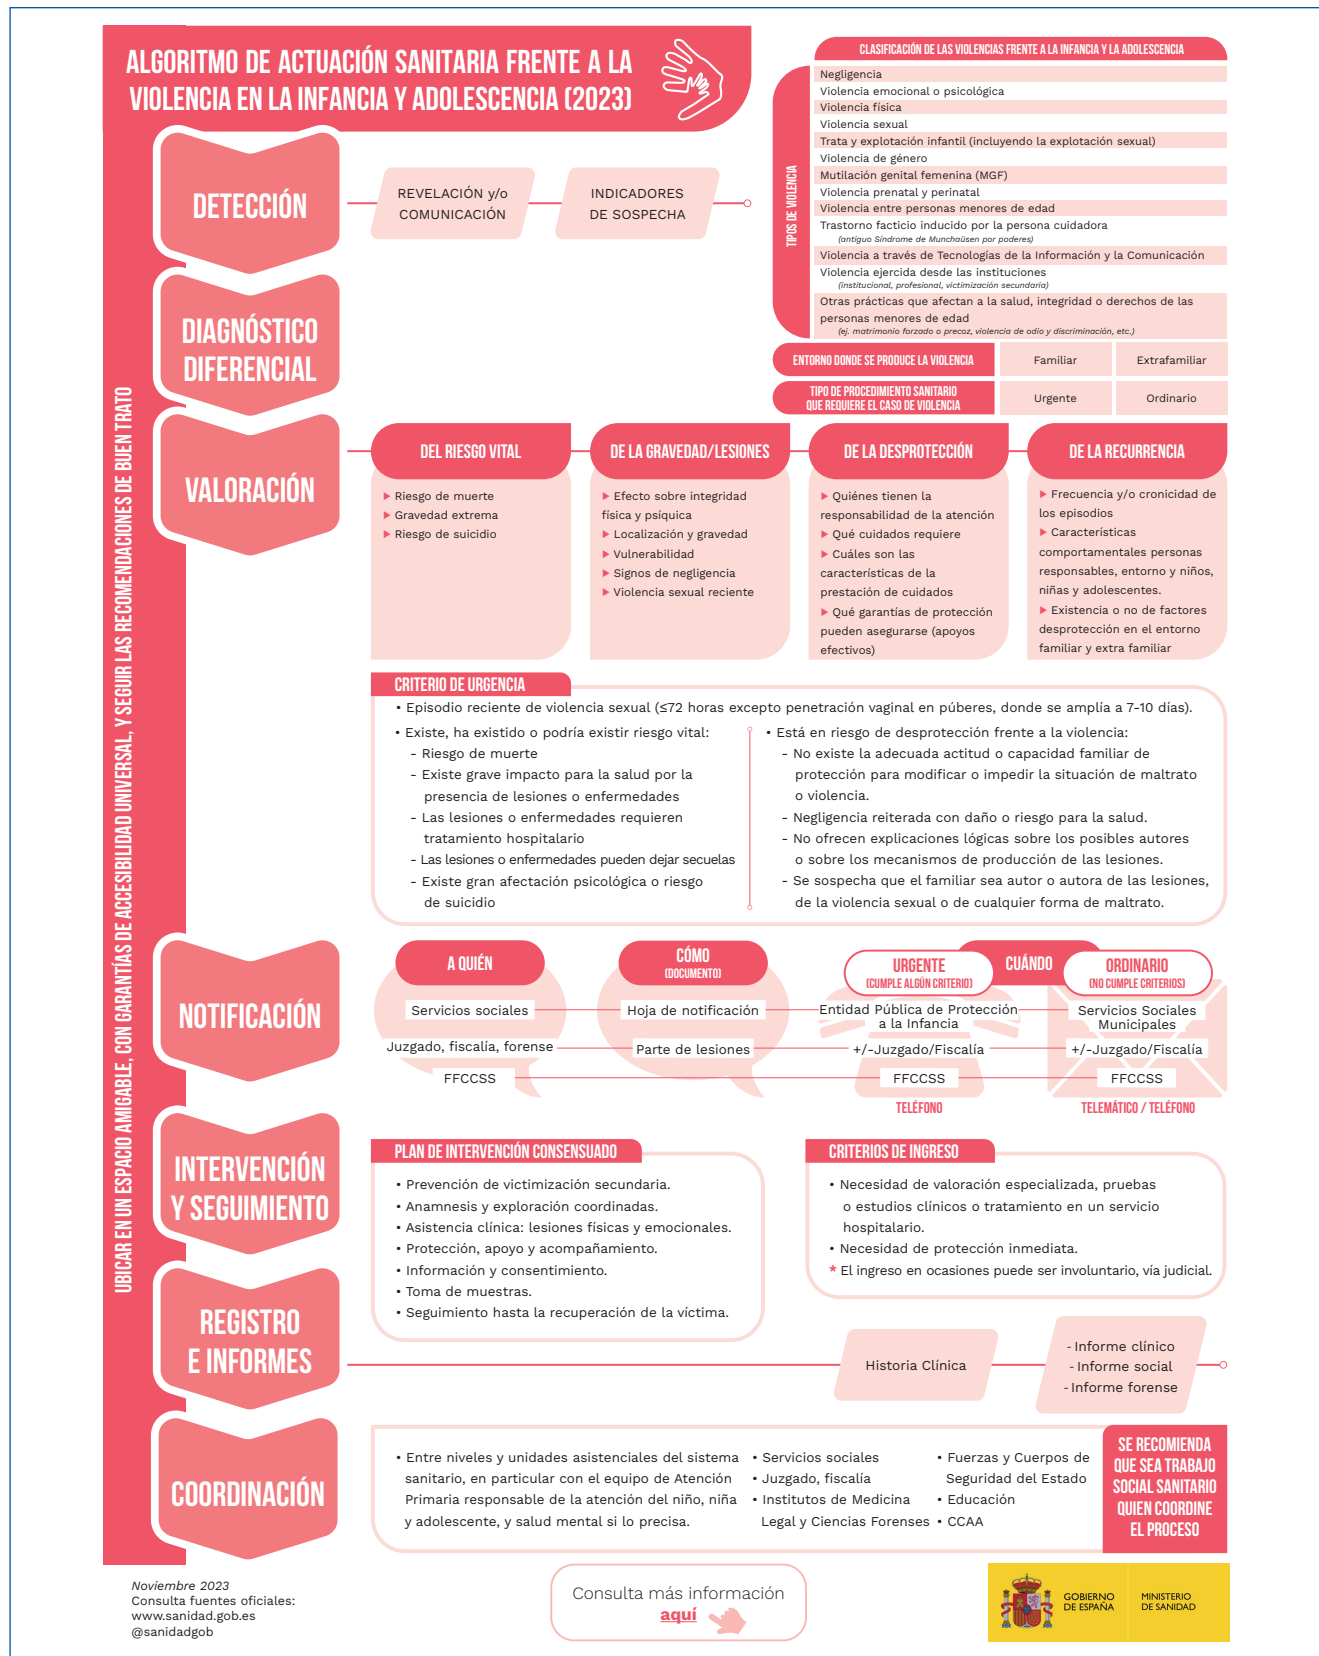 ALGORITMO DE ACTUACIÓN SANITARIA FRENTE A LA
VIOLENCIA EN LA INFANCIA Y ADOLESCENCIA (2023)
CLASIFICACIÓN DE LAS VIOLENCIAS FRENTE A LA INFANCIA Y LA ADOLESCENCIA
TIPOS DE VIOLENCIA
Negligencia
Violencia emocional o psicológica
Violencia física
Violencia sexual
Trata y explotación infantil (incluyendo la explotación sexual)
Violencia de género
Mutilación genital femenina (MGF)
Violencia prenatal y perinatal
Violencia entre personas menores de edad
Trastorno facticio inducido por la persona cuidadora
(antiguo Síndrome de Munchaüsen por poderes)
Violencia a través de Tecnologías de la Información y la Comunicación
Violencia ejercida desde las instituciones
(institucional, profesional, victimización secundaria)
Otras prácticas que afectan a la salud, integridad o derechos de las
personas menores de edad
(ej. matrimonio forzado o precoz, violencia de odio y discriminación, etc.)
ENTORNO DONDE SE PRODUCE LA VIOLENCIA
Familiar
Extrafamiliar
TIPO DE PROCEDIMIENTO SANITARIO
QUE REQUIERE EL CASO DE VIOLENCIA
Urgente
Ordinario
UBICAR EN UN ESPACIO AMIGABLE, CON GARANTÍAS DE ACCESIBILIDAD UNIVERSAL, Y SEGUIR LAS RECOMENDACIONES DE BUEN TRATO
DETECCIÓN
REVELACIÓN y/o
COMUNICACIÓN
INDICADORES
DE SOSPECHA
DIAGNÓSTICO
DIFERENCIAL
VALORACIÓN
DEL RIESGO VITAL
▶ Riesgo de muerte
▶ Gravedad extrema
▶ Riesgo de suicidio
DE LA GRAVEDAD/LESIONES
▶ Efecto sobre integridad
física y psíquica
▶ Localización y gravedad
▶ Vulnerabilidad
▶ Signos de negligencia
▶ Violencia sexual reciente
DE LA DESPROTECCIÓN
▶ Quiénes tienen la
responsabilidad de la atención
▶ Qué cuidados requiere
▶ Cuáles son las
característica de la
prestación de cuidados
▶ Qué garantías de protección
pueden asegurarse (apoyos
efectivos)
DE LA RECURRENCIA
▶ Frecuencia y/o cronicidad de
los episodios
▶ Características
comportamentales personas
responsables, entorno y niños,
niñas y adolescentes.
▶ Existencia o no de factores
desprotección en el entorno
familiar y extra familiar
CRITERIO DE URGENCIA
• Episodio reciente de violencia sexual (≤72 horas excepto penetración vaginal en púberes, donde se amplía a 7-10 días).
• Existe, ha existido o podría existir riesgo vital:
- Riesgo de muerte
- Existe grave impacto para la salud por la
presencia de lesiones o enfermedades
- Las lesiones o enfermedades requieren
tratamiento hospitalario
- Las lesiones o enfermedades pueden dejar secuelas
- Existe gran afectación psicológica o riesgo
de suicidio
• Está en riesgo de desprotección frente a la violencia:
- No existe la adecuada actitud o capacidad familiar de
protección para modificar o impedir la situación de maltrato
o violencia.
- Negligencia reiterada con daño o riesgo para la salud.
- No ofrecen explicaciones lógicas sobre los posibles autores
o sobre los mecanismos de producción de las lesiones.
- Se sospecha que el familiar sea autor o autora de las lesiones,
de la violencia sexual o de cualquier forma de maltrato.
NOTIFICACIÓN
A QUIÉN
CÓMO
(DOCUMENTO)
CUÁNDO
URGENTE
(CUMPLE ALGÚN CRITERIO)
ORDINARIO
(NO CUMPLE CRITERIOS)
Servicios sociales
Hoja de notificación
Entidad Pública de Protección
a la Infancia
Servicios Sociales
Municipales
Juzgado, fiscalía, forense
Parte de lesiones
+/-Juzgado/Fiscalía
+/-Juzgado/Fiscalía
FFCCSS
FFCCSS
FFCCSS
TELÉFONO
TELEMÁTICO / TELÉFONO
INTERVENCIÓN
Y SEGUIMIENTO
PLAN DE INTERVENCIÓN CONSENSUADO
• Prevención de victimización secundaria.
• Anamnesis y exploración coordinadas.
• Asistencia clínica: lesiones físicas y emocionales.
• Protección, apoyo y acompañamiento.
• Información y consentimiento.
• Toma de muestras.
• Seguimiento hasta la recuperación de la víctima.
CRITERIOS DE INGRESO
• Necesidad de valoración especializada, pruebas
o estudios clínicos o tratamiento en un servicio
hospitalario.
• Necesidad de protección inmediata.
* El ingreso en ocasiones puede ser involuntario, vía judicial.
REGISTRO
E INFORMES
Historia Clínica
- Informe clínico
- Informe social
- Informe forense
COORDINACIÓN
• Entre niveles y unidades asistenciales del sistema
sanitario, en particular con el equipo de Atención
Primaria responsable de la atención del niño, niña
y adolescente, y salud mental si lo precisa.
• Servicios sociales
• Juzgado, fiscalía
• Institutos de Medicina
Legal y Ciencias Forenses
• Fuerzas y Cuerpos de
Seguridad del Estado
• Educación
• CCAA
SE RECOMIENDA
QUE SEA TRABAJO
SOCIAL SANITARIO
QUIEN COORDINE
EL PROCESO
Noviembre 2023
Consulta fuentes oficiales:
www.sanidad.gob.es
@sanidadgob
Consulta más información
aquí
GOBIERNO
DE ESPAÑA
MINISTERIO
DE SANIDAD